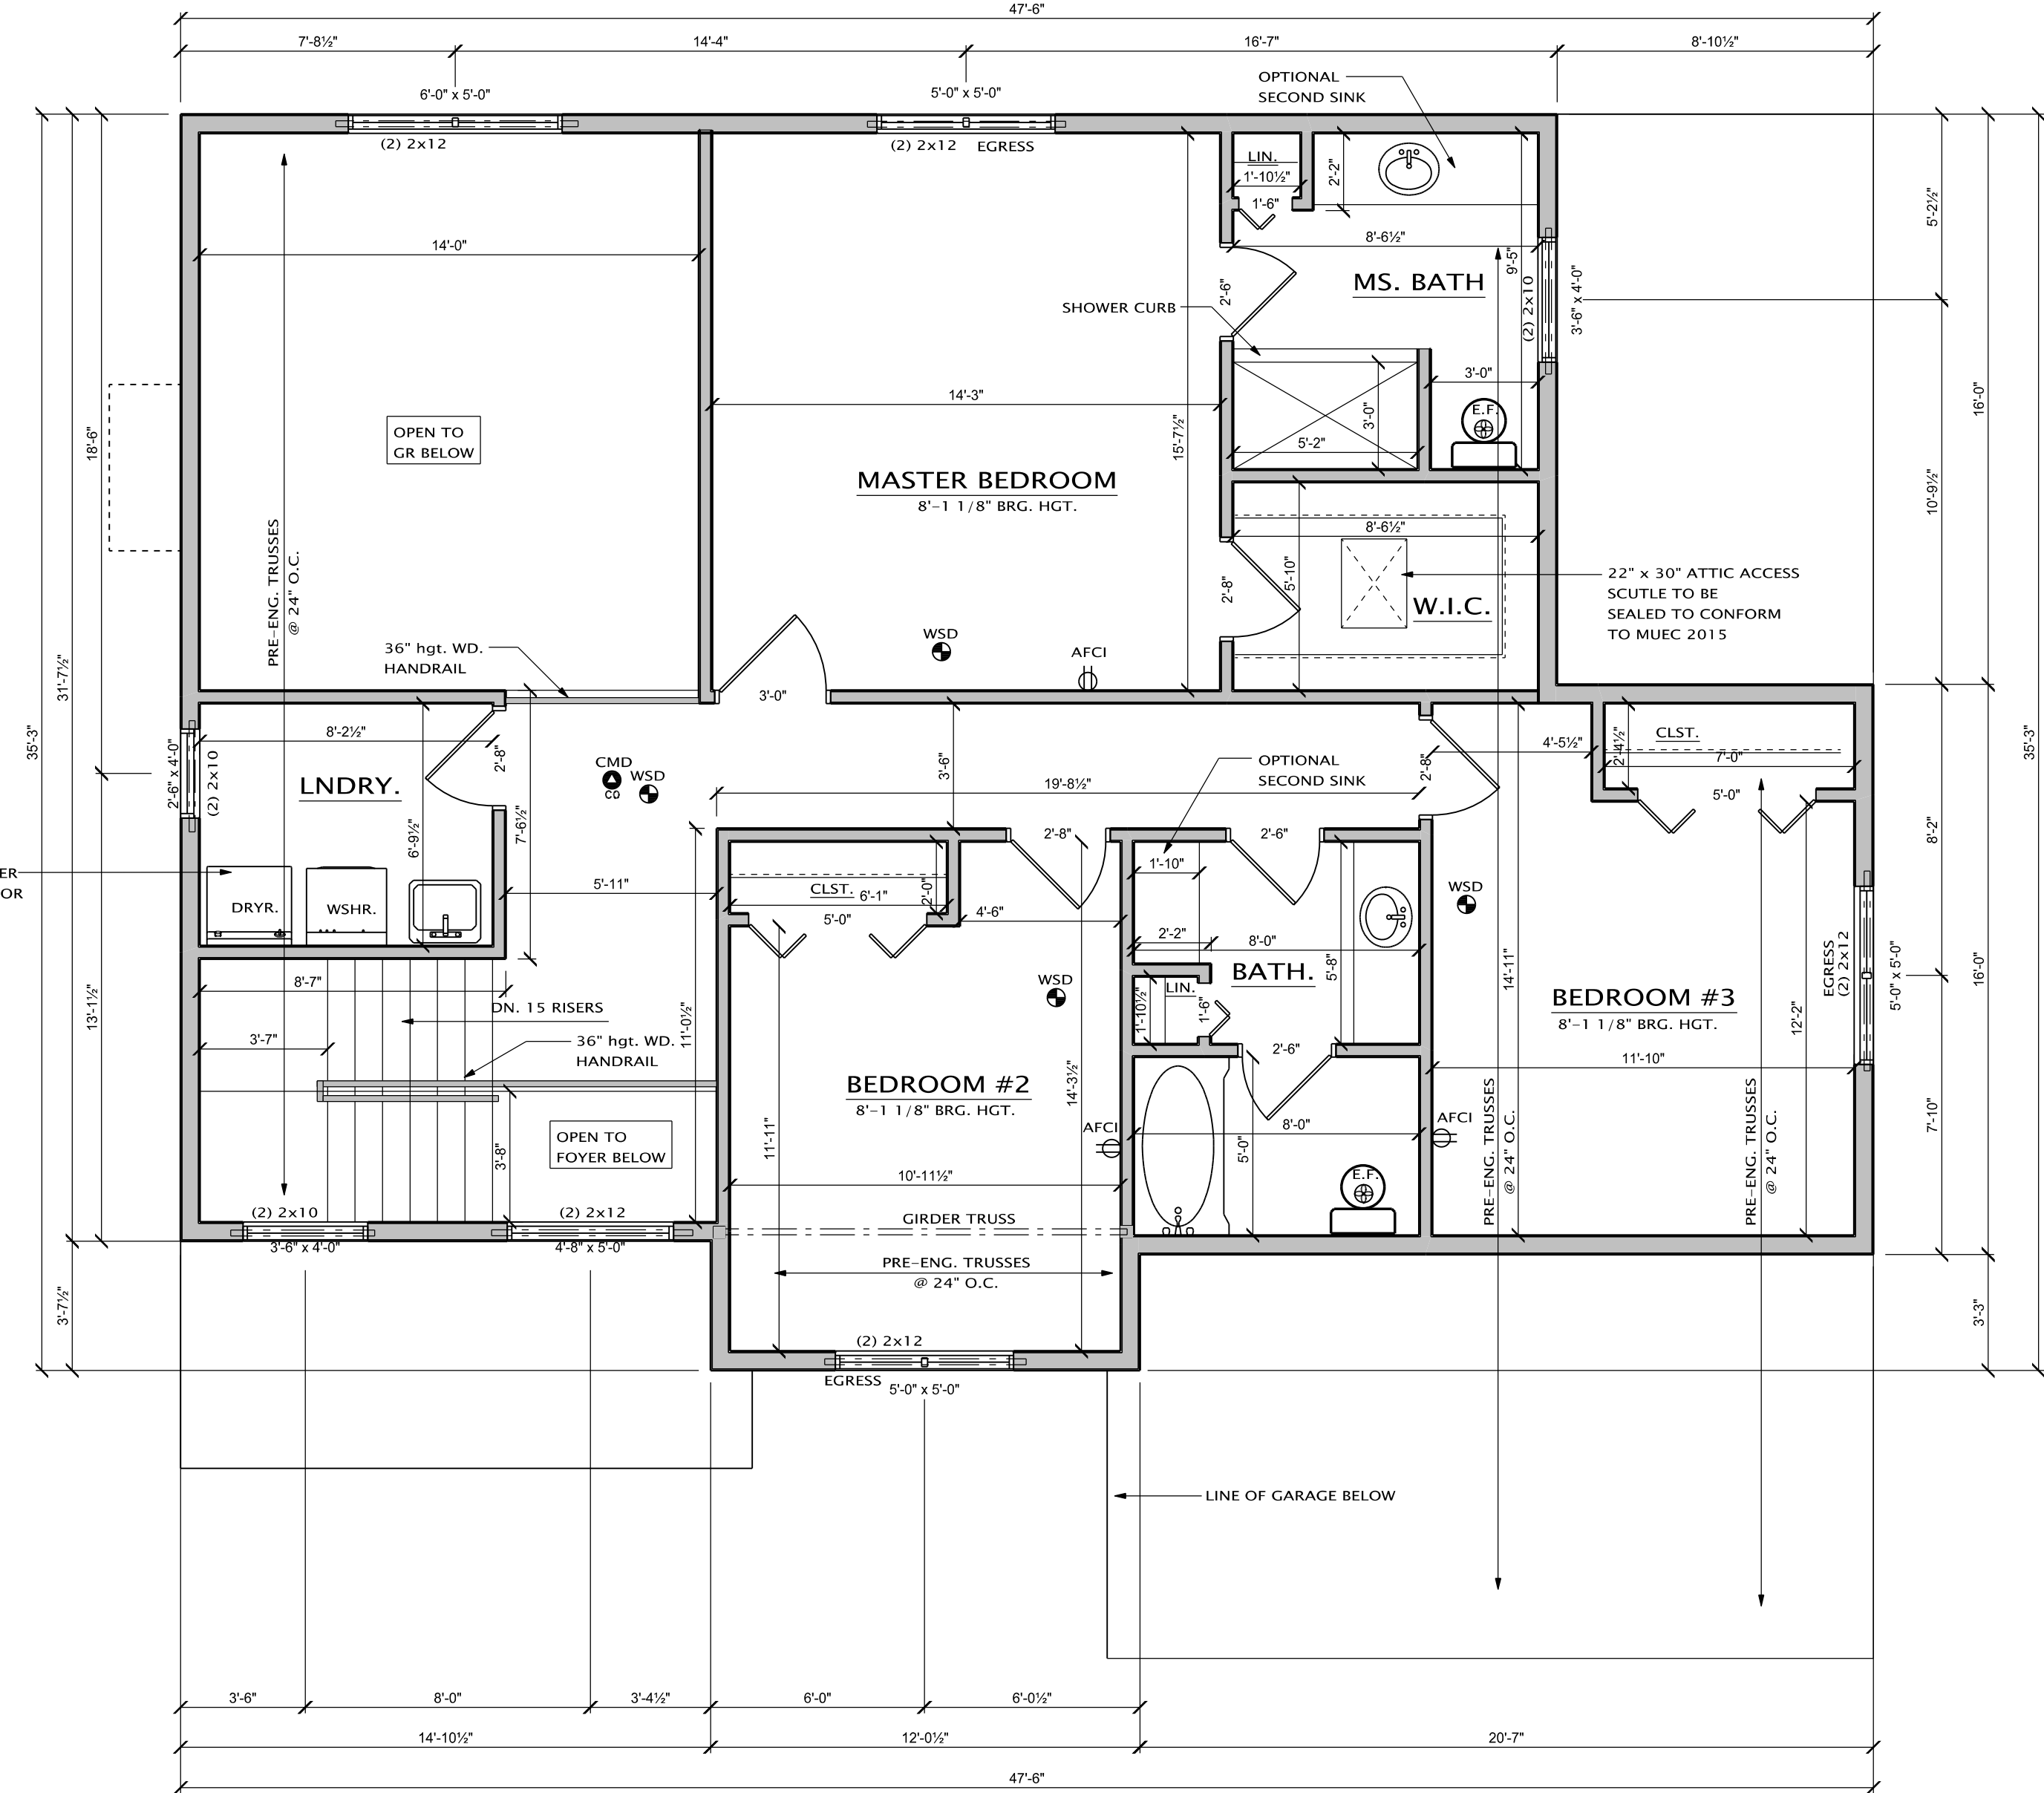 47'-6"
7'-8½"
14'-4"
16'-7"
8'-10½"
6'-0" x 5'-0"
5'-0" x 5'-0"
OPTIONAL
SECOND SINK
(2) 2x12
(2) 2x12 EGRESS
LIN.
1'-10½"
1'-6"
2'-2"
5'-2½"
14'-0"
8'-6½"
9'-5"
MS. BATH
2'-6"
(2) 2x10
3'-6" x 4'-0"
SHOWER CURB
3'-0"
14'-3"
E.F.
3'-0"
5'-2"
16'-0"
OPEN TO
GR BELOW
18'-6"
15'-7½"
MASTER BEDROOM
8'-1 1/8" BRG. HGT.
10'-9½"
8'-6½"
PRE-ENG. TRUSSES
@ 24" O.C.
5'-10"
2'-8"
W.I.C.
22" x 30" ATTIC ACCESS
SCUTLE TO BE
SEALED TO CONFORM
TO MUEC 2015
36" hgt. WD.
HANDRAIL
WSD
AFCI
31'-7½"
3'-0"
35'-3"
2'-6" x 4'-0"
(2) 2x10
8'-2½"
2'-8"
LNDRY.
CMD
CO
WSD
3'-6"
19'-8½"
OPTIONAL
SECOND SINK
2'-8"
4'-5½"
2'-4½"
CLST.
7'-0"
5'-0"
35'-3"
6'-9½"
7'-6½"
2'-8"
2'-6"
8'-2"
ER
OR
DRYR.
WSHR.
5'-11"
CLST.
6'-1"
2'-0"
5'-0"
4'-6"
1'-10"
2'-2"
8'-0"
5'-8"
BATH.
WSD
WSD
EGRESS
(2) 2x12
5'-0" x 5'-0"
14'-11"
BEDROOM #3
8'-1 1/8" BRG. HGT.
12'-2"
11'-10"
16'-0"
8'-7"
DN. 15 RISERS
LIN.
1'-10½"
1'-6"
2'-6"
13'-1½"
3'-7"
36" hgt. WD.
HANDRAIL
11'-0½"
BEDROOM #2
8'-1 1/8" BRG. HGT.
14'-3½"
11'-11"
AFCI
8'-0"
5'-0"
AFCI
PRE-ENG. TRUSSES
@ 24" O.C.
PRE-ENG. TRUSSES
@ 24" O.C.
7'-10"
OPEN TO
FOYER BELOW
3'-8"
10'-11½"
E.F.
(2) 2x10
(2) 2x12
GIRDER TRUSS
3'-6" x 4'-0"
4'-8" x 5'-0"
PRE-ENG. TRUSSES
@ 24" O.C.
3'-7½"
3'-3"
(2) 2x12
EGRESS
5'-0" x 5'-0"
LINE OF GARAGE BELOW
3'-6"
8'-0"
3'-4½"
6'-0"
6'-0½"
14'-10½"
12'-0½"
20'-7"
47'-6"